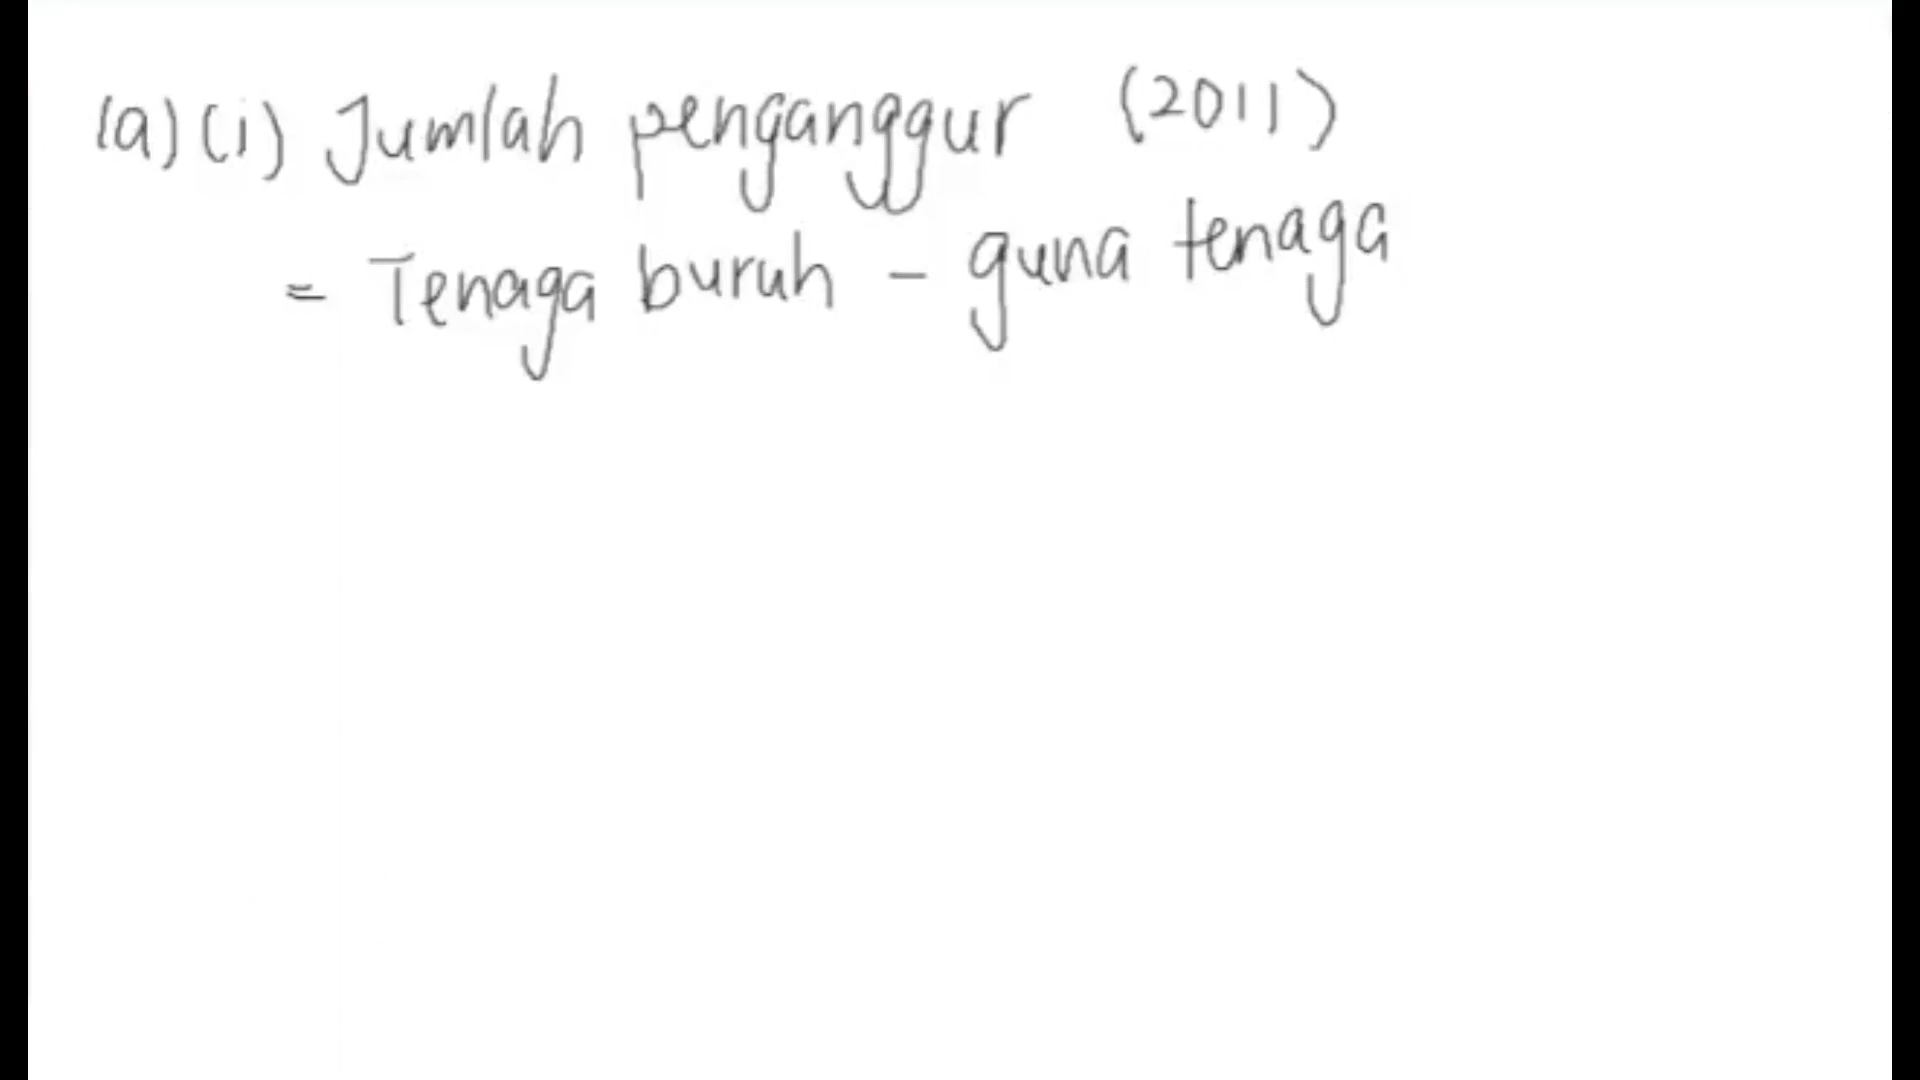 (a) (i) Jumlah penganggur (2011)
= Tenaga buruh - guna tenaga